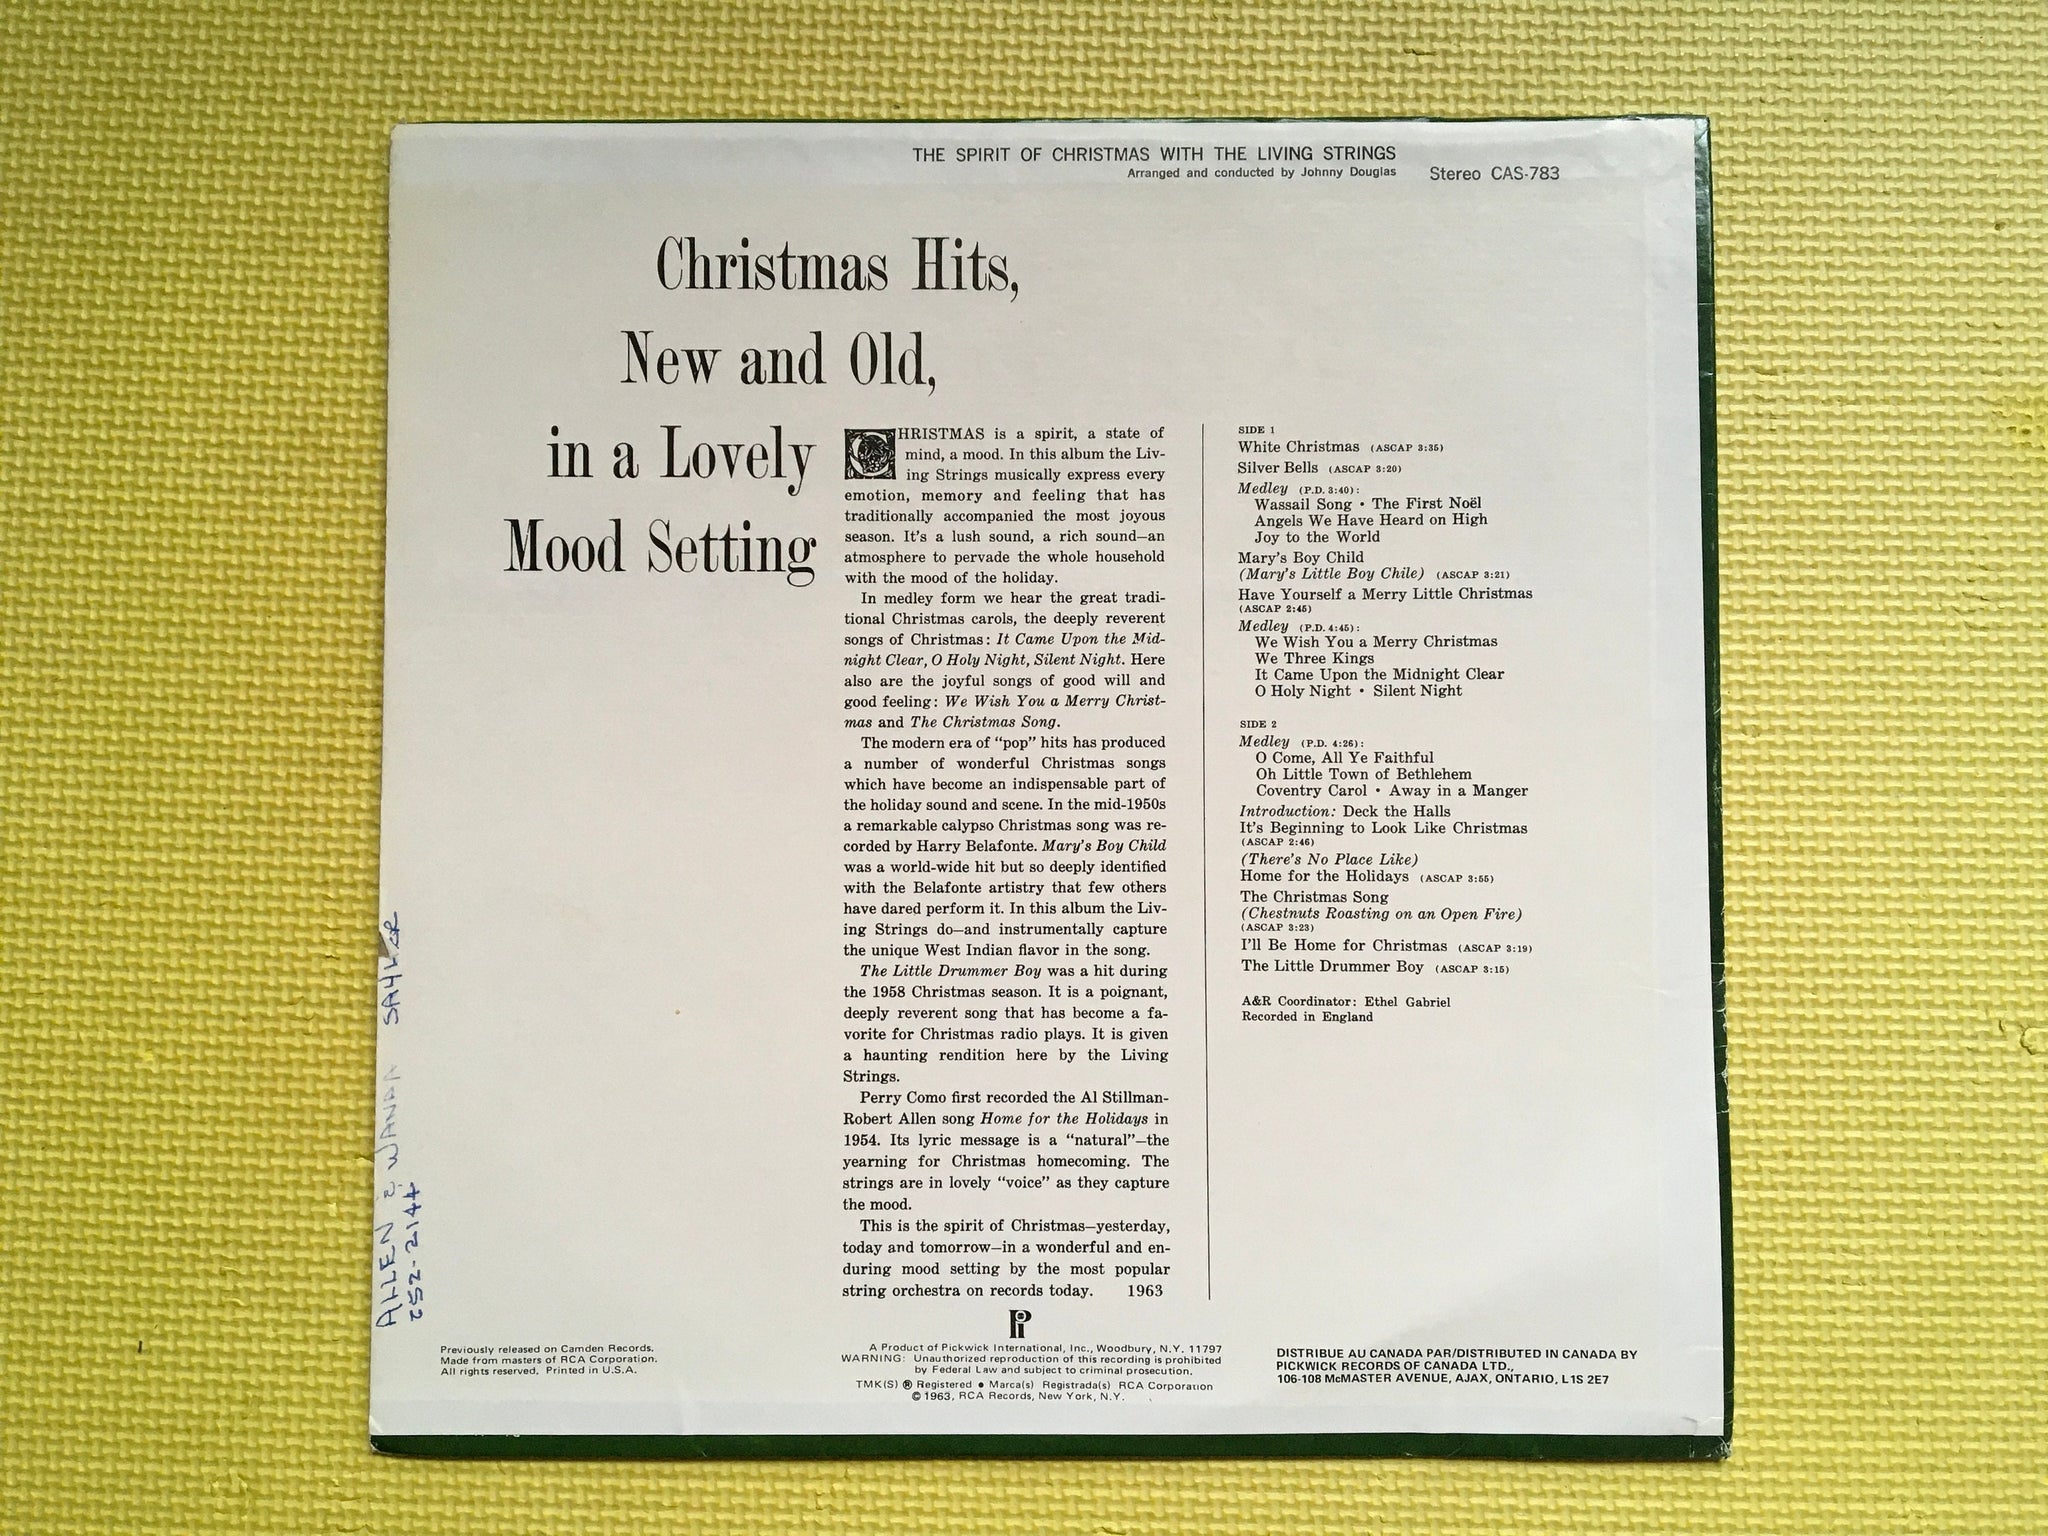 THE SPIRIT OF CHRISTMAS WITH THE LIVING STRINGS
Arranged and conducted by Johnny Douglas
Stereo CAS-783
Christmas Hits,
New and Old,
in a Lovely
Mood Setting
CHRISTMAS is a spirit, a state of
mind, a mood. In this album the Liv-
ing Strings musically express every
emotion, memory and feeling that has
traditionally accompanied the most joyous
season. It's a lush sound, a rich sound—an
atmosphere to pervade the whole household
with the mood of the holiday.
In medley form we hear the great tradi-
tional Christmas carols, the deeply reverent
songs of Christmas: It Came Upon the Mid-
night Clear, O Holy Night, Silent Night. Here
also are the joyful songs of good will and
good feeling: We Wish You a Merry Christ-
mas and The Christmas Song.
The modern era of "pop" hits has produced
a number of wonderful Christmas songs
which have become an indispensable part of
the holiday sound and scene. In the mid-1950s
a remarkable calypso Christmas song was re-
corded by Harry Belafonte. Mary's Boy Child
was a world-wide hit but so deeply identified
with the Belafonte artistry that few others
have dared perform it. In this album the Liv-
ing Strings do—and instrumentally capture
the unique West Indian flavor in the song.
The Little Drummer Boy was a hit during
the 1958 Christmas season. It is a poignant,
deeply reverent song that has become a fa-
vorite for Christmas radio plays. It is given
a haunting rendition here by the Living
Strings.
Perry Como first recorded the Al Stillman-
Robert Allen song Home for the Holidays in
1954. Its lyric message is a "natural"—the
yearning for Christmas homecoming. The
strings are in lovely "voice" as they capture
the mood.
This is the spirit of Christmas—yesterday,
today and tomorrow—in a wonderful and en-
during mood setting by the most popular
string orchestra on records today. 1963
SIDE 1
White Christmas (ASCAP 3:35)
Silver Bells (ASCAP 3:20)
Medley (P.D. 3:40):
Wassail Song • The First Noël
Angels We Have Heard on High
Joy to the World
Mary's Boy Child
(Mary's Little Boy Chile) (ASCAP 3:21)
Have Yourself a Merry Little Christmas
(ASCAP 2:45)
Medley (P.D. 4:45):
We Wish You a Merry Christmas
We Three Kings
It Came Upon the Midnight Clear
O Holy Night • Silent Night
SIDE 2
Medley (P.D. 4:26):
O Come, All Ye Faithful
Oh Little Town of Bethlehem
Coventry Carol • Away in a Manger
Introduction: Deck the Halls
It's Beginning to Look Like Christmas
(ASCAP 2:46)
(There's No Place Like)
Home for the Holidays (ASCAP 3:55)
The Christmas Song
(Chestnuts Roasting on an Open Fire)
(ASCAP 3:23)
I'll Be Home for Christmas (ASCAP 3:19)
The Little Drummer Boy (ASCAP 3:15)
A&R Coordinator: Ethel Gabriel
Recorded in England
ALLEN & WANDA SAYLER
652-2144
Previously released on Camden Records.
Made from masters of RCA Corporation.
All rights reserved. Printed in U.S.A.
Pi
A Product of Pickwick International, Inc., Woodbury, N.Y. 11797
WARNING: Unauthorized reproduction of this recording is prohibited
by Federal Law and subject to criminal prosecution.
TMK(S) ® Registered • Marca(s) Registrada(s) RCA Corporation
© 1963, RCA Records, New York, N.Y.
DISTRIBUE AU CANADA PAR/DISTRIBUTED IN CANADA BY
PICKWICK RECORDS OF CANADA LTD.,
106-108 McMASTER AVENUE, AJAX, ONTARIO, L1S 2E7